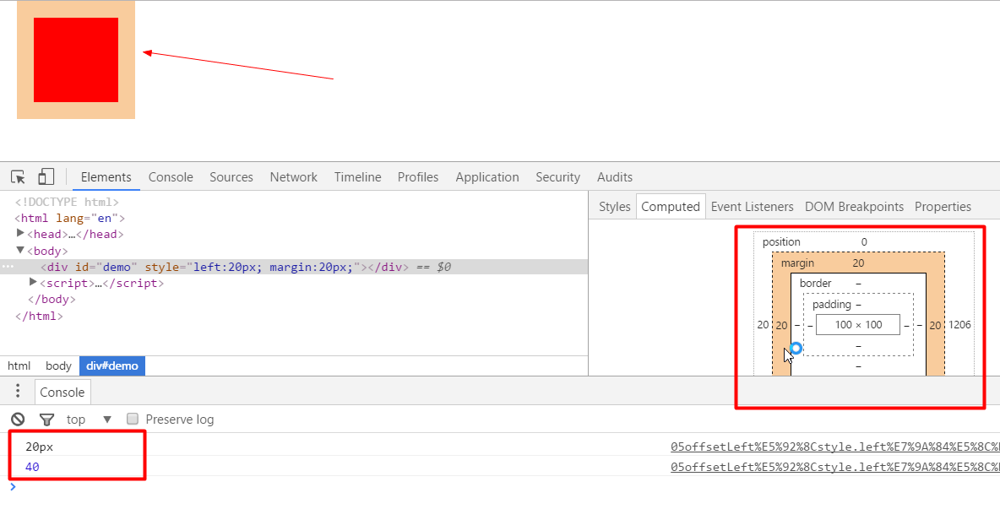 Elements Console Sources Network Timeline Profiles Application Security Audits
<!DOCTYPE html>
<html lang="en">
<head>…</head>
<body>
<div id="demo" style="left:20px; margin:20px;"></div> == $0
<script>…</script>
</body>
</html>
html body div#demo
Styles Computed Event Listeners DOM Breakpoints Properties
position 0
margin 20
border –
padding –
20 20 – – 100 × 100 – – 20 1206
–
–
Console
top Preserve log
20px 05offsetLeft%E5%92%8Cstyle.left%E7%9A%84%E5%8C%
40 05offsetLeft%E5%92%8Cstyle.left%E7%9A%84%E5%8C%